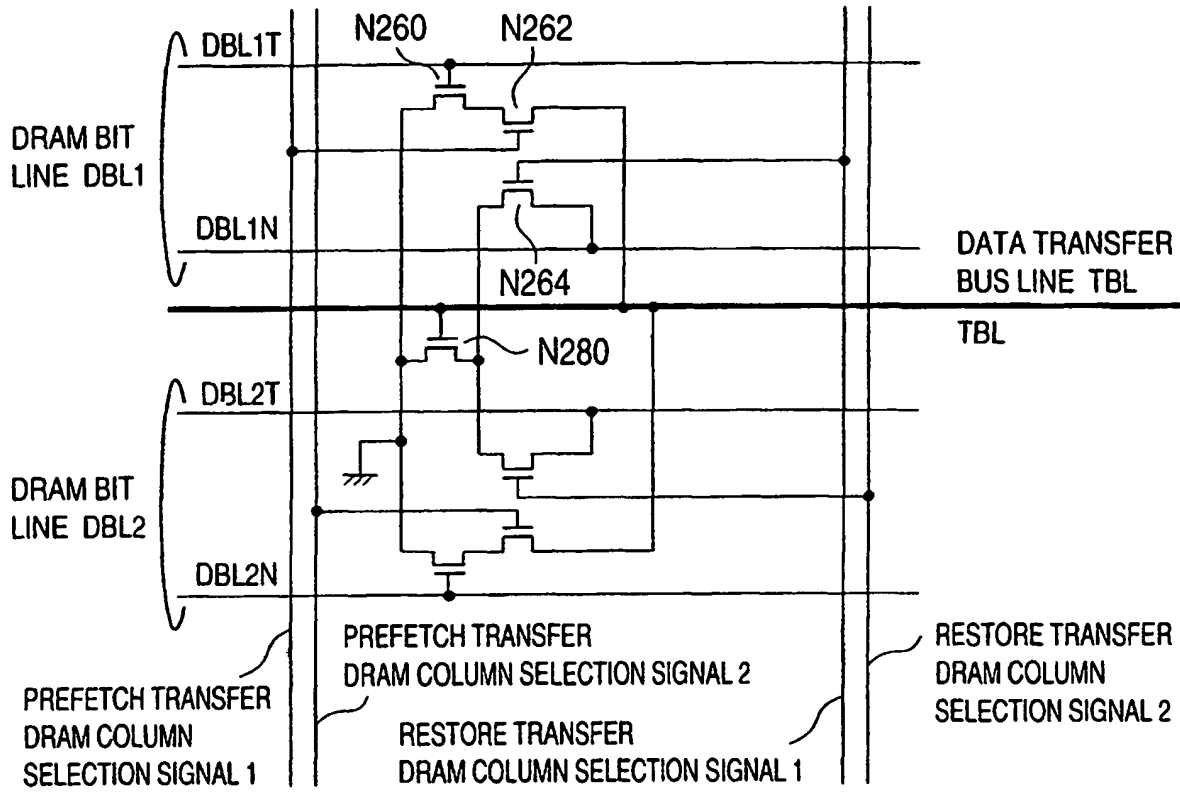 N260
N262
DBL1T
DRAM BIT
LINE DBL1
DBL1N
N264
DATA TRANSFER
BUS LINE TBL
TBL
N280
DBL2T
DRAM BIT
LINE DBL2
DBL2N
PREFETCH TRANSFER
DRAM COLUMN SELECTION SIGNAL 2
RESTORE TRANSFER
DRAM COLUMN
SELECTION SIGNAL 2
PREFETCH TRANSFER
DRAM COLUMN
SELECTION SIGNAL 1
RESTORE TRANSFER
DRAM COLUMN SELECTION SIGNAL 1